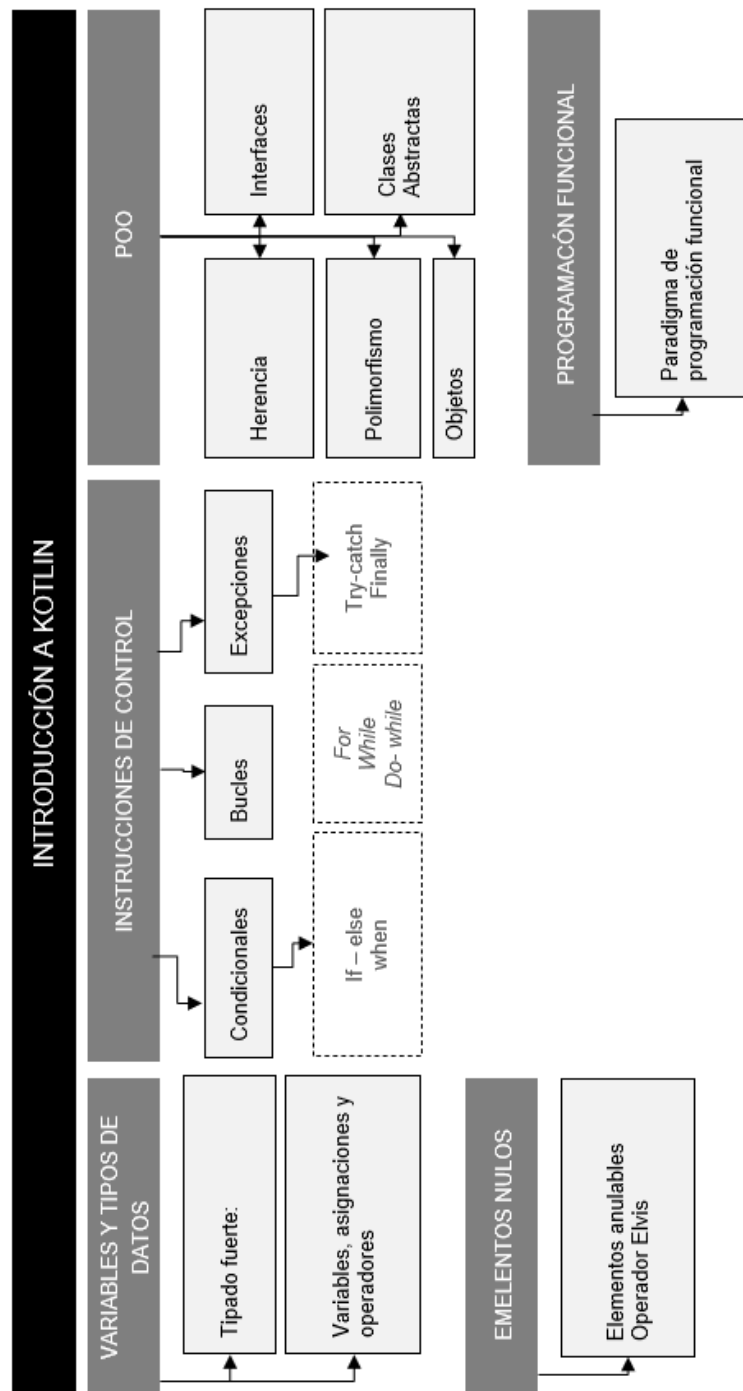 INTRODUCCIÓN A KOTLIN
VARIABLES Y TIPOS DE
DATOS
Tipado fuerte:
Variables, asignaciones y
operadores
INSTRUCCIONES DE CONTROL
Condicionales
If – else
when
Bucles
For
While
Do- while
Excepciones
Try-catch
Finally
POO
Herencia
Interfaces
Polimorfismo
Clases
Abstractas
Objetos
EMELENTOS NULOS
Elementos anulables
Operador Elvis
PROGRAMACÓN FUNCIONAL
Paradigma de
programación funcional